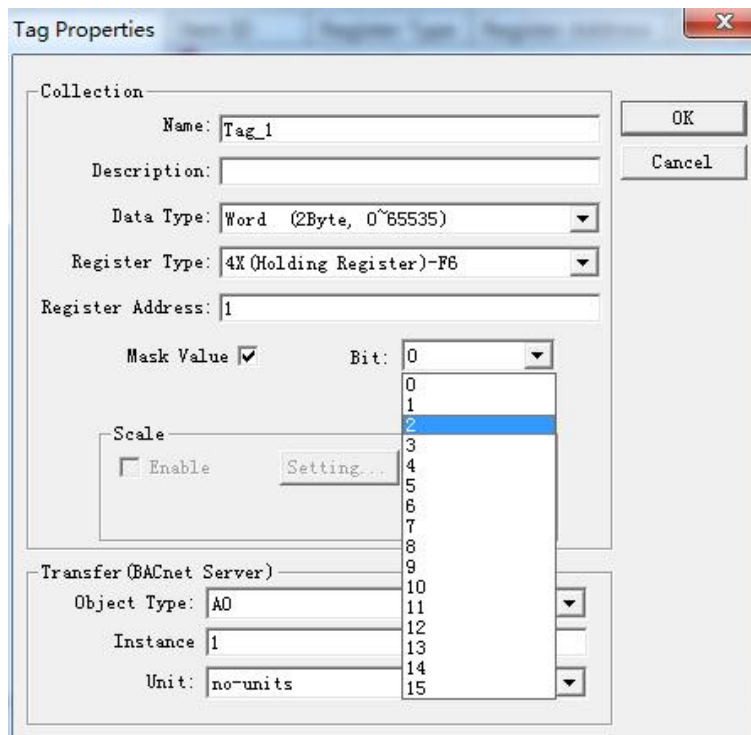 Tag Properties
Collection
Name: Tag_1
OK
Description:
Cancel
Data Type: Word (2Byte, 0~65535)
Register Type: 4X(Holding Register)-F6
Register Address: 1
Mask Value Bit: 0
0
1
2
3
4
5
6
7
8
9
10
11
12
13
14
15
Scale
Enable Setting...
Transfer(BACnet Server)
Object Type: AO
Instance 1
Unit: no-units